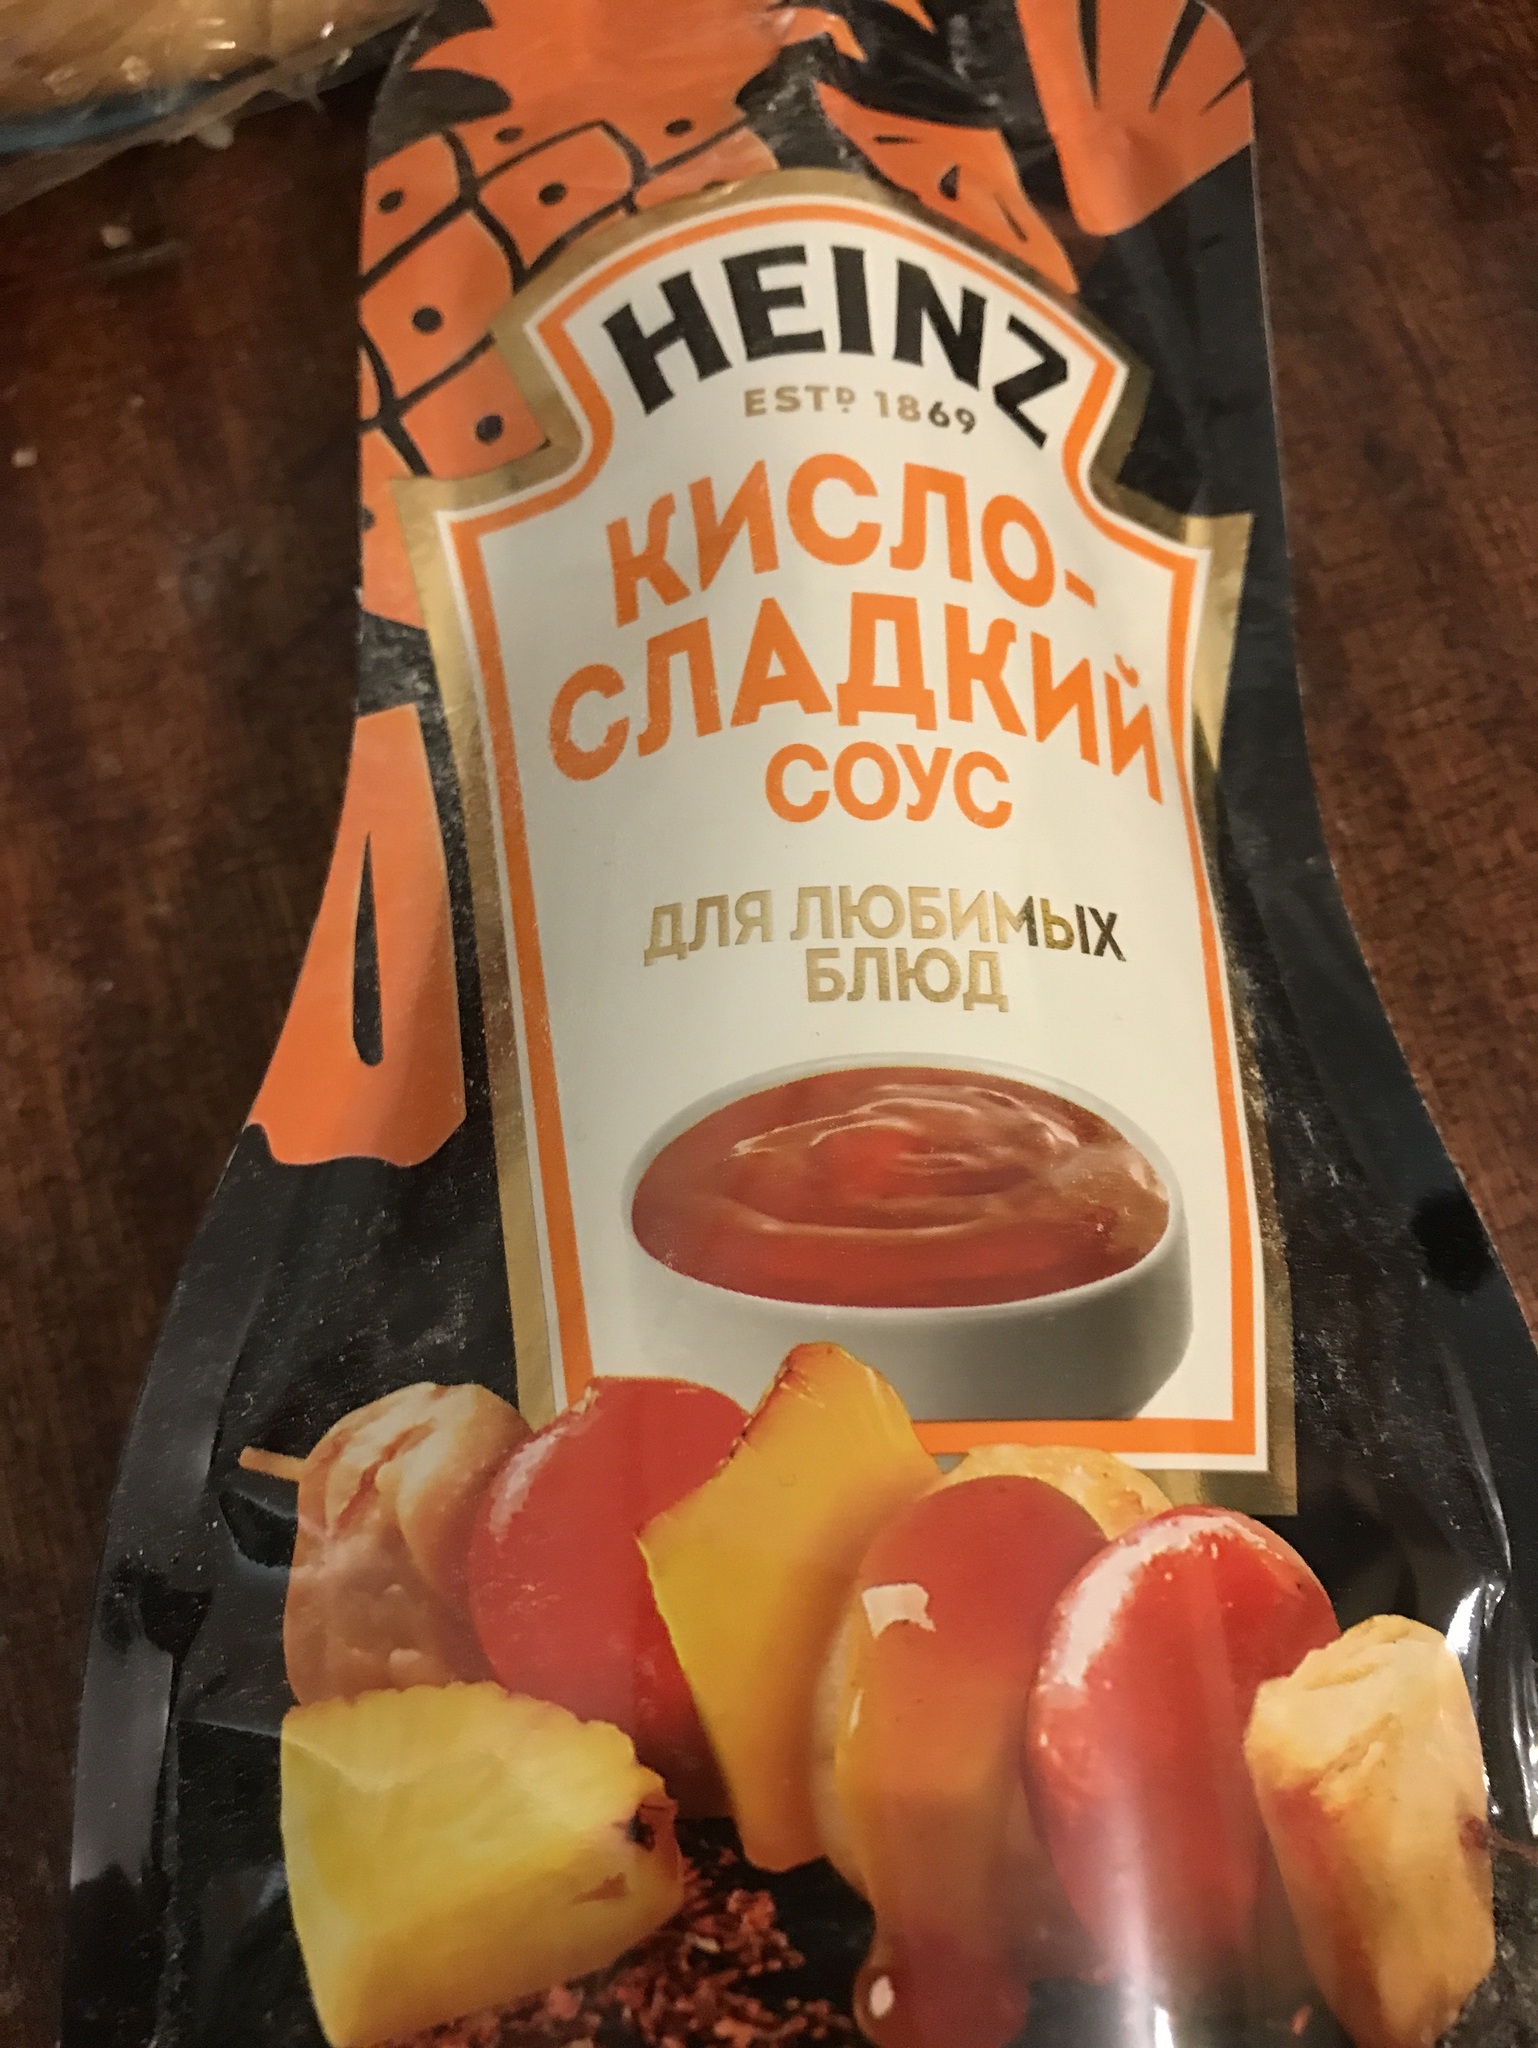 HEINZ
ESTD 1869
КИСЛО-
СЛАДКИЙ
СОУС
ДЛЯ ЛЮБИМЫХ
БЛЮД